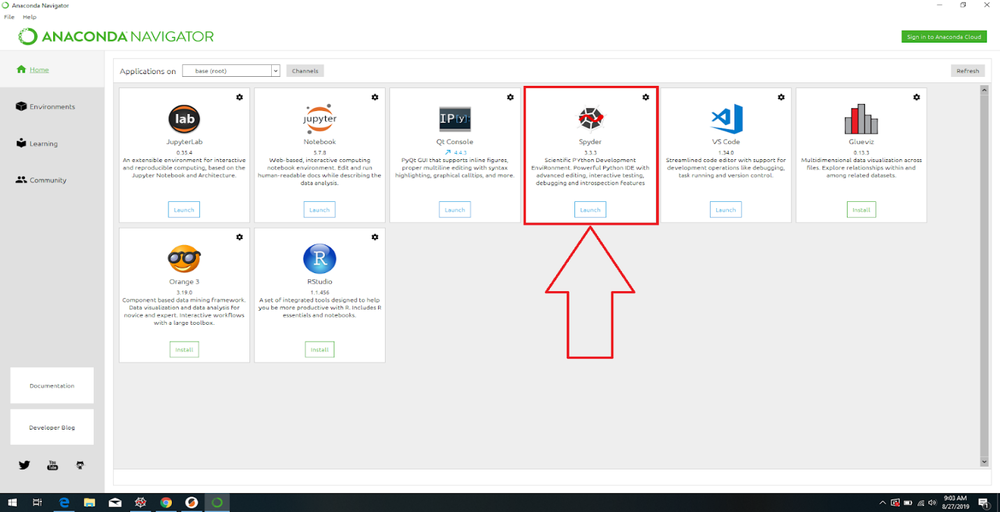 Anaconda Navigator
File Help
ANACONDA NAVIGATOR
Sign in to Anaconda Cloud
Home
Environments
Learning
Community
Documentation
Developer Blog
You
Tube
Applications on
base (root)
Channels
Refresh
lab
JupyterLab
0.35.4
An extensible environment for interactive
and reproducible computing, based on the
Jupyter Notebook and Architecture.
Launch
jupyter
Notebook
5.7.8
Web-based, interactive computing
notebook environment. Edit and run
human-readable docs while describing the
data analysis.
Launch
IP[y]:
Qt Console
4.4.3
PyQt GUI that supports inline figures,
proper multiline editing with syntax
highlighting, graphical calltips, and more.
Launch
Spyder
3.3.3
Scientific PYthon Development
EnviRonment. Powerful Python IDE with
advanced editing, interactive testing,
debugging and introspection features
Launch
VS Code
1.34.0
Streamlined code editor with support for
development operations like debugging,
task running and version control.
Launch
Glueviz
0.13.3
Multidimensional data visualization across
files. Explore relationships within and
among related datasets.
Install
Orange 3
3.19.0
Component based data mining framework.
Data visualization and data analysis for
novice and expert. Interactive workflows
with a large toolbox.
Install
R
RStudio
1.1.456
A set of integrated tools designed to help
you be more productive with R. Includes R
essentials and notebooks.
Install
9:03 AM
8/27/2019
1